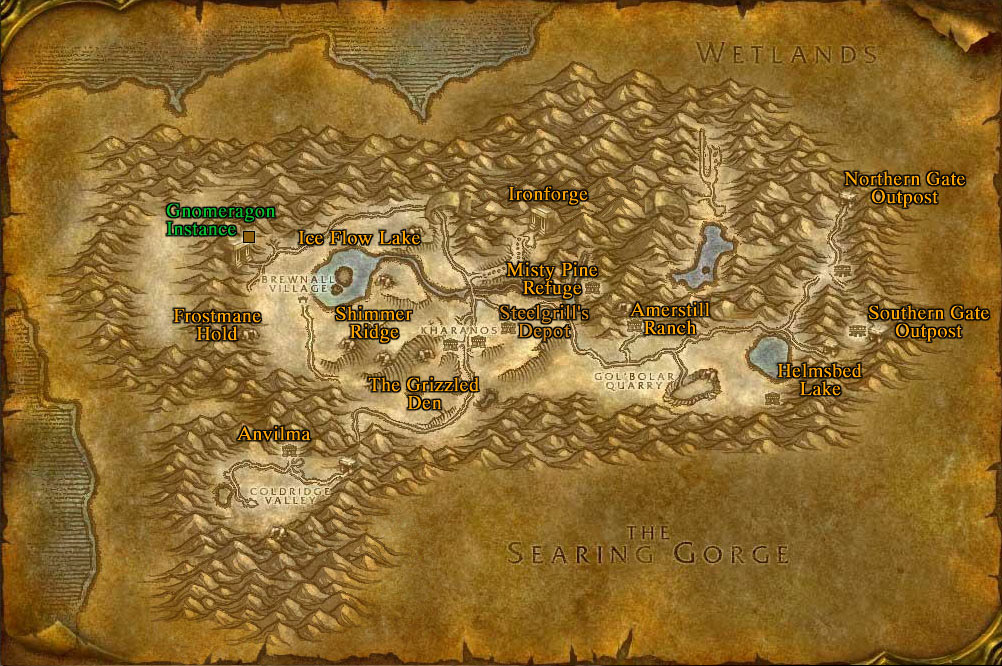 WETLANDS
Northern Gate
Outpost
Ironforge
Gnomeragon
Instance
Ice Flow Lake
Misty Pine
Refuge
BREWNALL
VILLAGE
Frostmane
Hold
Shimmer
Ridge
KHARANOS
Steelgrill's
Depot
Amerstill
Ranch
Southern Gate
Outpost
Helmsbed
Lake
GOL'BOLAR
QUARRY
The Grizzled
Den
Anvilma
COLDRIDGE
VALLEY
THE
SEARING GORGE